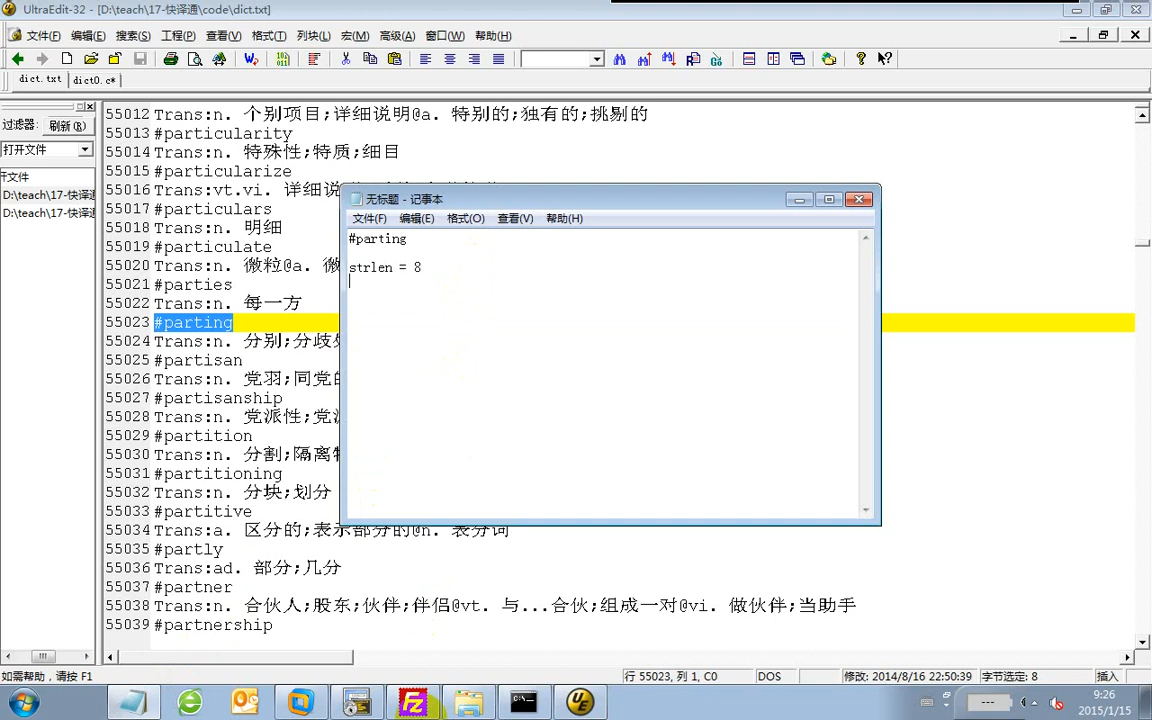 UltraEdit-32 - [D:\teach\17-快译通\code\dict.txt]
文件(F) 编辑(E) 搜索(S) 工程(P) 查看(V) 格式(T) 列块(L) 宏(M) 高级(A) 窗口(W) 帮助(H)
dict.txt dict0.c*
过滤器: 刷新(R)
打开文件
D:\teach\17-快译通
D:\teach\17-快译通
55012 Trans:n. 个别项目;详细说明@a. 特别的;独有的;挑剔的
55013 #particularity
55014 Trans:n. 特殊性;特质;细目
55015 #particularize
55016 Trans:vt.vi. 详细说
55017 #particulars
55018 Trans:n. 明细
55019 #particulate
55020 Trans:n. 微粒@a. 微
55021 #parties
55022 Trans:n. 每一方
55023 #parting
55024 Trans:n. 分别;分歧
55025 #partisan
55026 Trans:n. 党羽;同党的
55027 #partisanship
55028 Trans:n. 党派性;党
55029 #partition
55030 Trans:n. 分割;隔离
55031 #partitioning
55032 Trans:n. 分块;划分
55033 #partitive
55034 Trans:a. 区分的;表示部分的@n. 表分词
55035 #partly
55036 Trans:ad. 部分;几分
55037 #partner
55038 Trans:n. 合伙人;股东;伙伴;伴侣@vt. 与...合伙;组成一对@vi. 做伙伴;当助手
55039 #partnership
无标题 - 记事本
文件(F) 编辑(E) 格式(O) 查看(V) 帮助(H)
#parting
strlen = 8
如需帮助，请按 F1
行 55023, 列 1, C0 DOS 修改: 2014/8/16 22:50:39 字节选定: 8 插入
9:26
2015/1/15